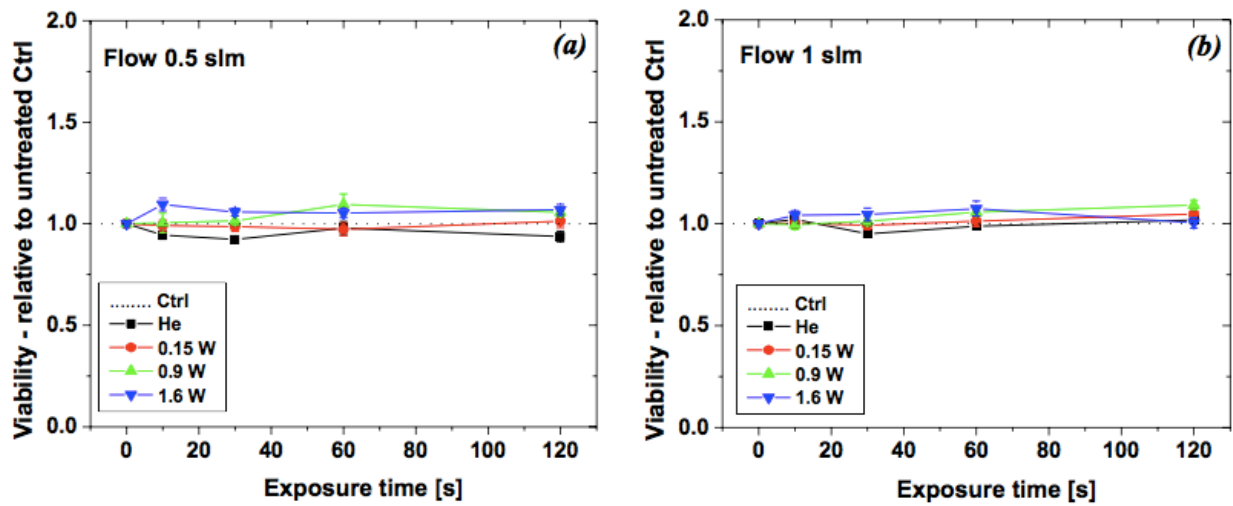 Viability - relative to untreated Ctrl
2.0
1.5
1.0
0.5
0.0
Flow 0.5 slm
(a)
Ctrl
He
0.15 W
0.9 W
1.6 W
0 20 40 60 80 100 120
Exposure time [s]
Viability - relative to untreated Ctrl
2.0
1.5
1.0
0.5
0.0
Flow 1 slm
(b)
Ctrl
He
0.15 W
0.9 W
1.6 W
0 20 40 60 80 100 120
Exposure time [s]